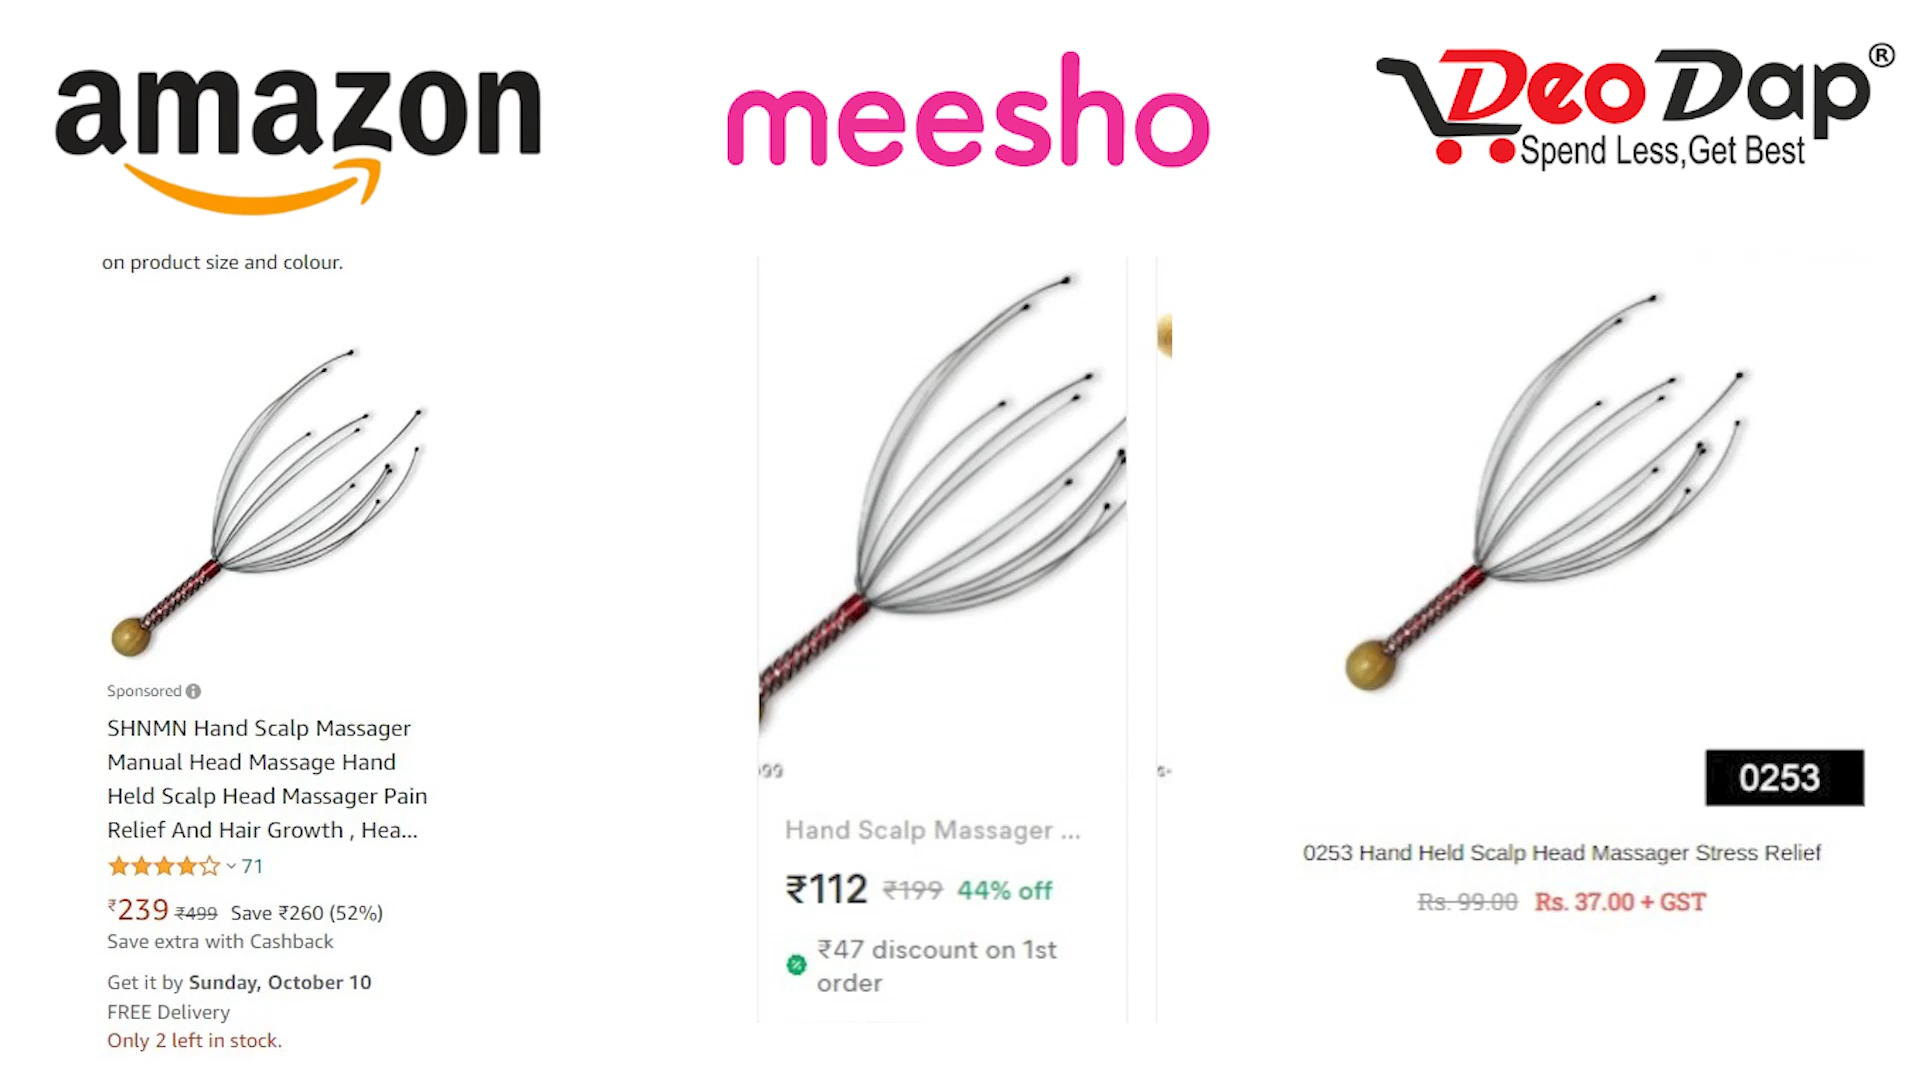 amazon
on product size and colour.
Sponsored
SHNMN Hand Scalp Massager
Manual Head Massage Hand
Held Scalp Head Massager Pain
Relief And Hair Growth , Hea...
71
₹239 ₹499 Save ₹260 (52%)
Save extra with Cashback
Get it by Sunday, October 10
FREE Delivery
Only 2 left in stock.
meesho
99
Hand Scalp Massager ...
₹112 ₹199 44% off
₹47 discount on 1st
order
DeoDap®
Spend Less,Get Best
0253
0253 Hand Held Scalp Head Massager Stress Relief
Rs. 99.00 Rs. 37.00 + GST